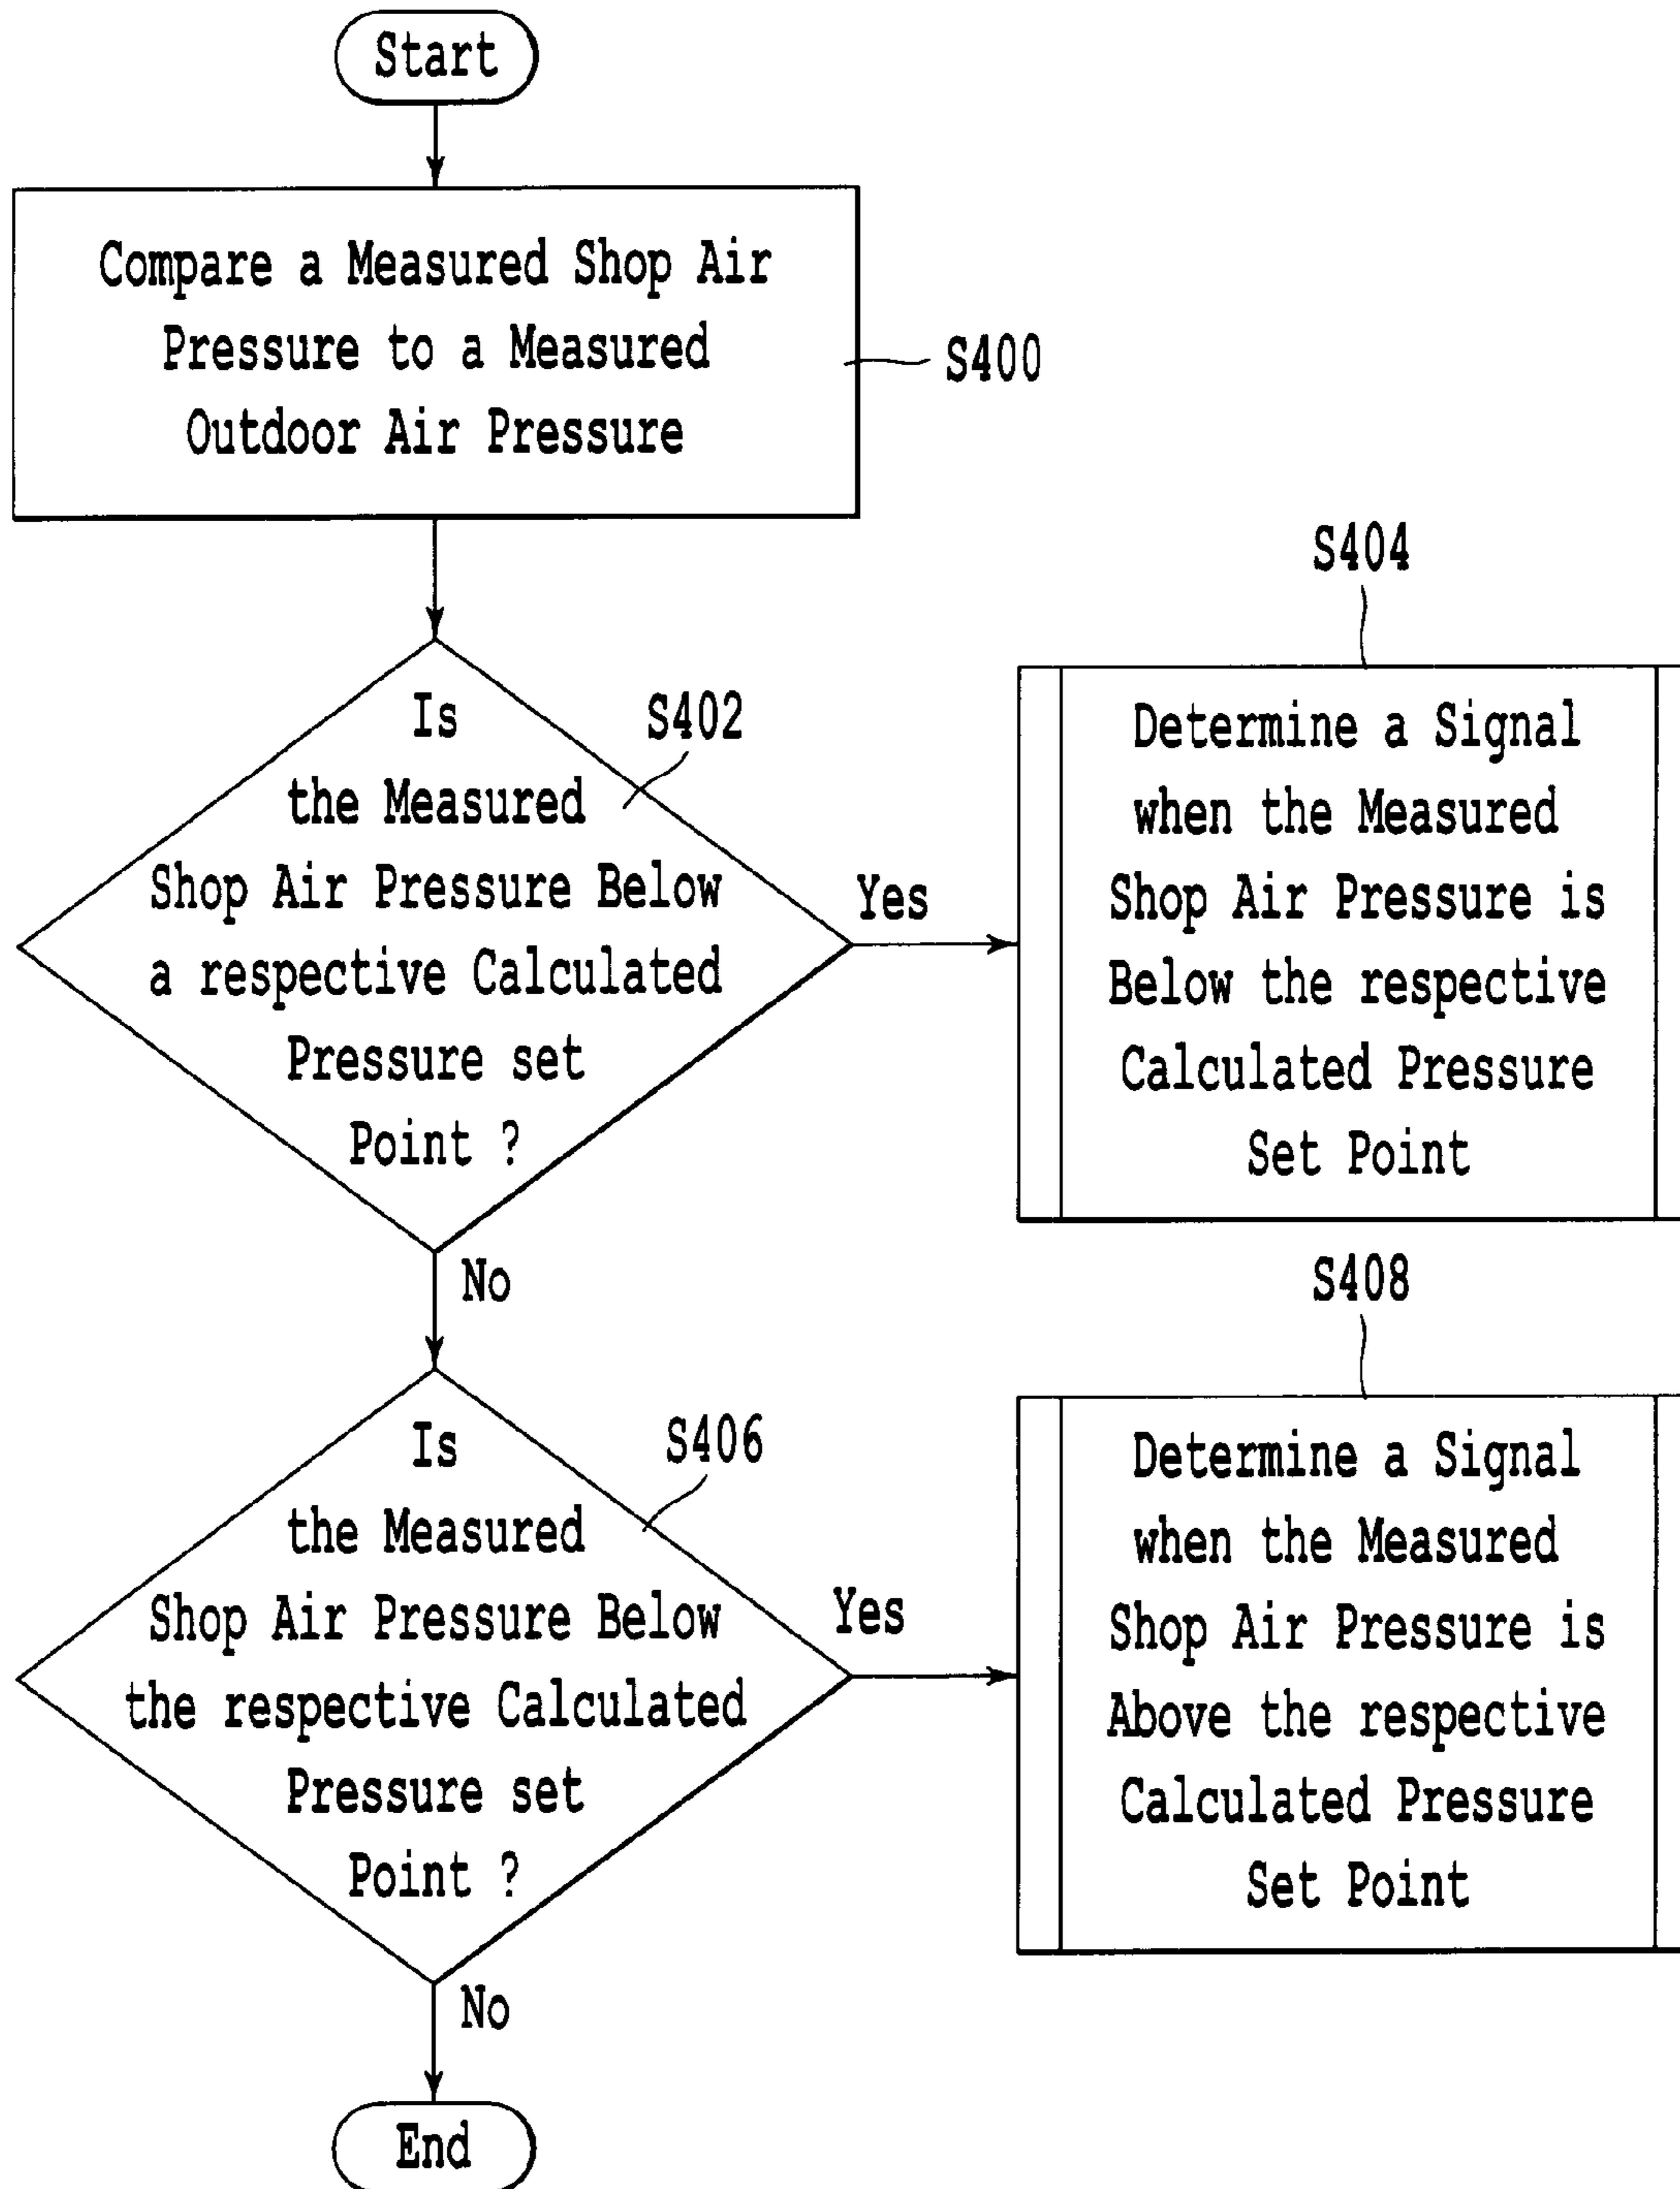 Start
Compare a Measured Shop Air
Pressure to a Measured
Outdoor Air Pressure
S400
Is
the Measured
Shop Air Pressure Below
a respective Calculated
Pressure set
Point ?
S402
Yes
No
S404
Determine a Signal
when the Measured
Shop Air Pressure is
Below the respective
Calculated Pressure
Set Point
Is
the Measured
Shop Air Pressure Below
the respective Calculated
Pressure set
Point ?
S406
Yes
No
S408
Determine a Signal
when the Measured
Shop Air Pressure is
Above the respective
Calculated Pressure
Set Point
End